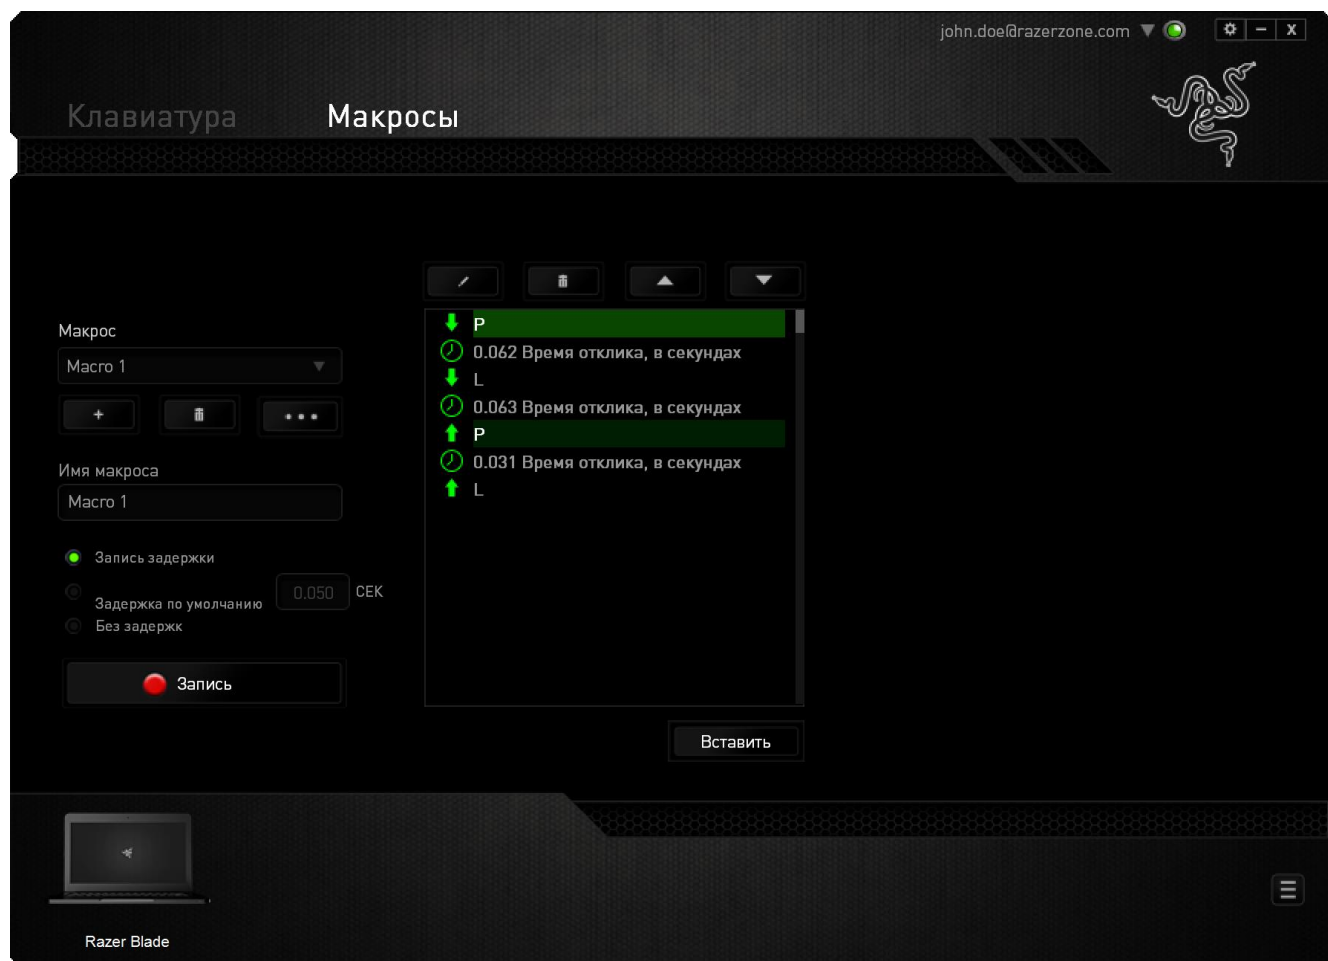 john.doe@razerzone.com
Клавиатура
Макросы
Макрос
Macro 1
Имя макроса
Macro 1
Запись задержки
Задержка по умолчанию
0.050 СЕК
Без задержк
Запись
P
0.062 Время отклика, в секундах
L
0.063 Время отклика, в секундах
P
0.031 Время отклика, в секундах
L
Вставить
Razer Blade